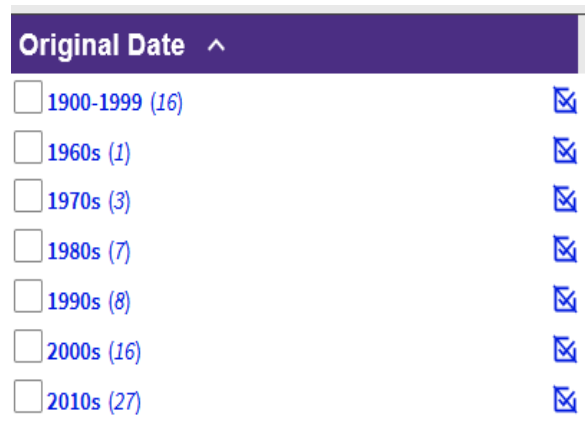 Original Date
1900-1999 (16)
1960s (1)
1970s (3)
1980s (7)
1990s (8)
2000s (16)
2010s (27)